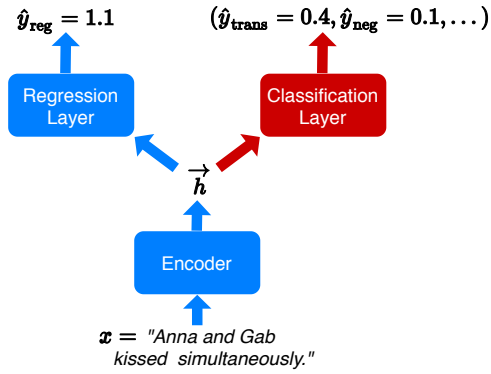 ŷ_reg = 1.1
(ŷ_trans = 0.4, ŷ_neg = 0.1, . . . )
Regression
Layer
Classification
Layer
h⃗
Encoder
x = "Anna and Gab
kissed simultaneously."